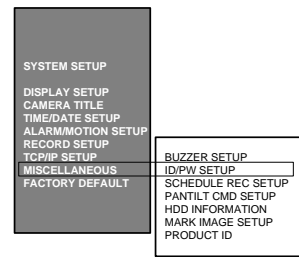 SYSTEM SETUP
DISPLAY SETUP
CAMERA TITLE
TIME/DATE SETUP
ALARM/MOTION SETUP
RECORD SETUP
TCP/IP SETUP
MISCELLANEOUS
FACTORY DEFAULT
BUZZER SETUP
ID/PW SETUP
SCHEDULE REC SETUP
PANTILT CMD SETUP
HDD INFORMATION
MARK IMAGE SETUP
PRODUCT ID